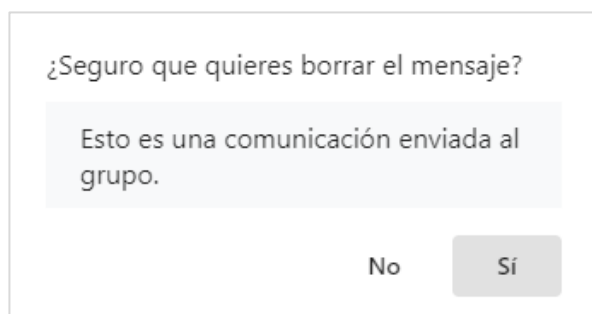 ¿Seguro que quieres borrar el mensaje?
Esto es una comunicación enviada al
grupo.
No
Sí